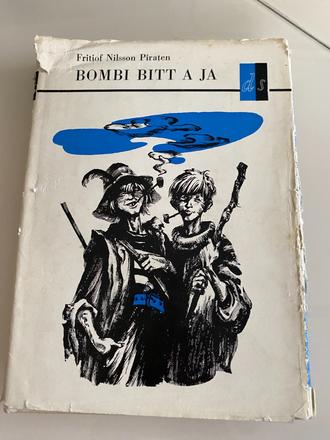 Fritiof Nilsson Piraten
BOMBI BITT A JA
ds